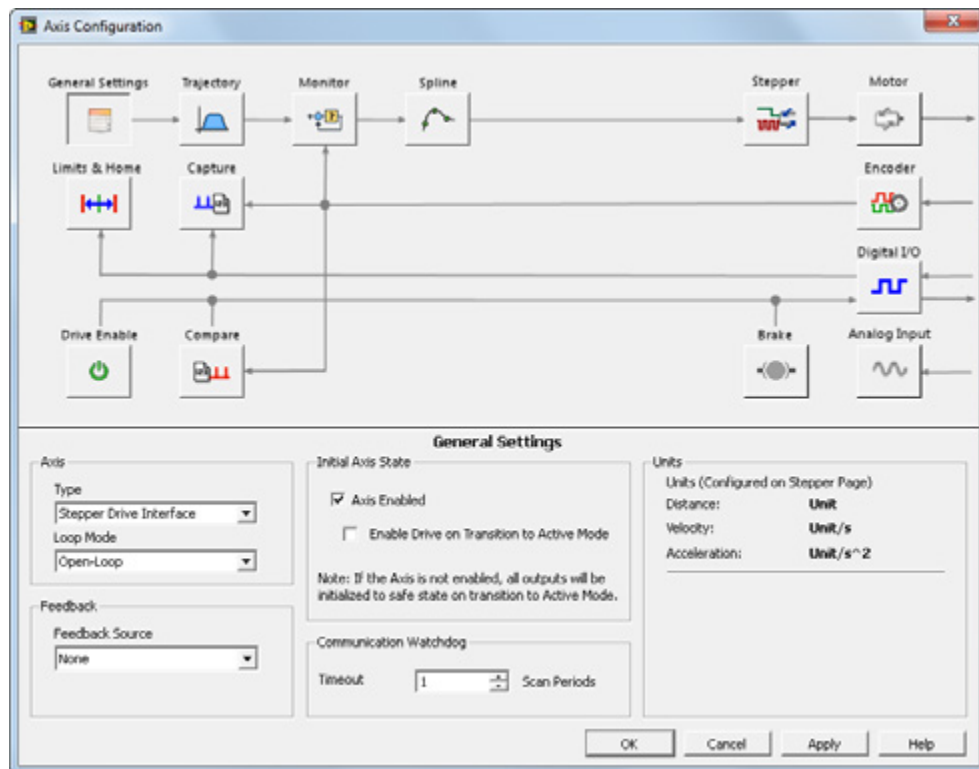 Axis Configuration
General Settings
Trajectory
Monitor
Spline
Stepper
Motor
Limits & Home
Capture
Encoder
Digital I/O
Drive Enable
Compare
Brake
Analog Input
General Settings
Axis
Type
Stepper Drive Interface
Loop Mode
Open-Loop
Feedback
Feedback Source
None
Initial Axis State
Axis Enabled
Enable Drive on Transition to Active Mode
Note: If the Axis is not enabled, all outputs will be
initialized to safe state on transition to Active Mode.
Communication Watchdog
Timeout 1 Scan Periods
Units
Units (Configured on Stepper Page)
Distance: Unit
Velocity: Unit/s
Acceleration: Unit/s^2
OK Cancel Apply Help